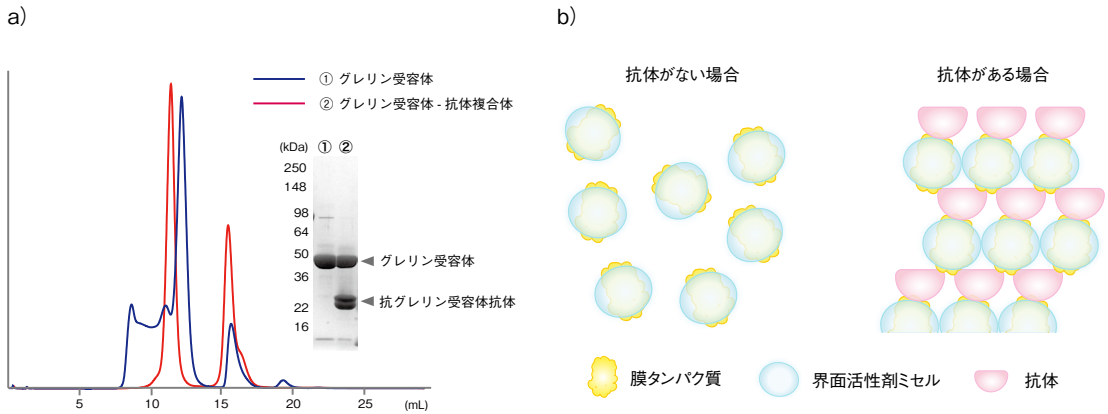 a)
① グレリン受容体
② グレリン受容体 - 抗体複合体
(kDa) ① ②
250
148
98
64
50
36
22
16
グレリン受容体
抗グレリン受容体抗体
5 10 15 20 25 (mL)
b)
抗体がない場合
抗体がある場合
膜タンパク質
界面活性剤ミセル
抗体